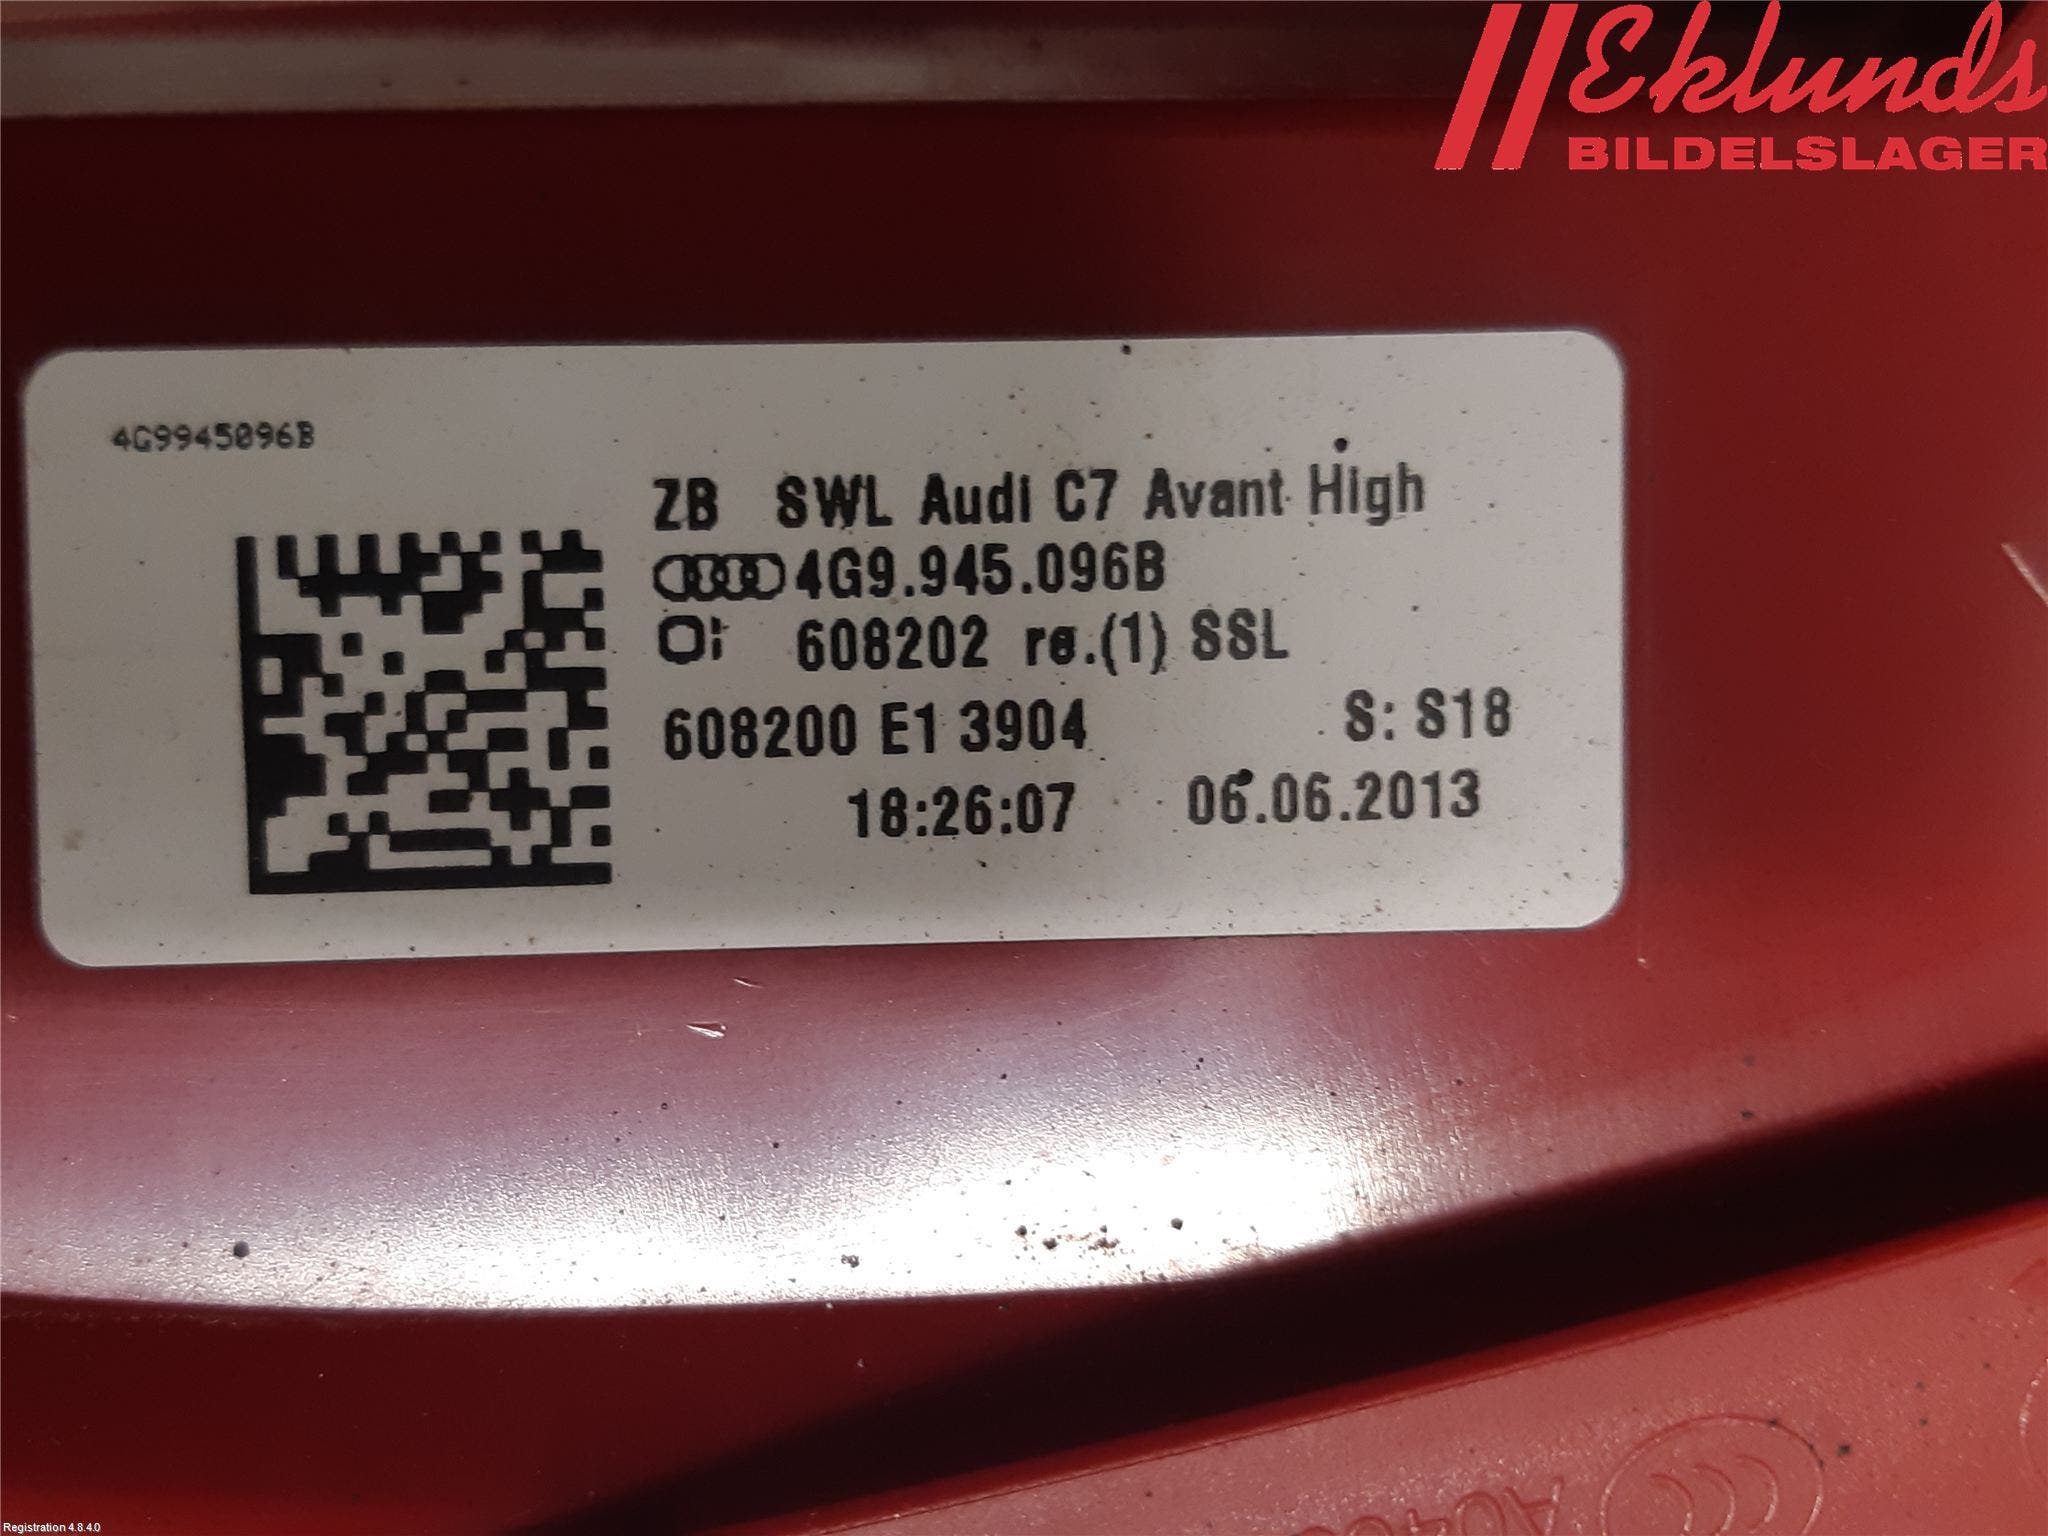 Eklunds
BILDELSLAGER
4G9945096B
ZB SWL Audi C7 Avant High
4G9.945.096B
608202 re.(1) SSL
608200 E1 3904 S: S18
18:26:07 06.06.2013
Registration 4.8.4.0